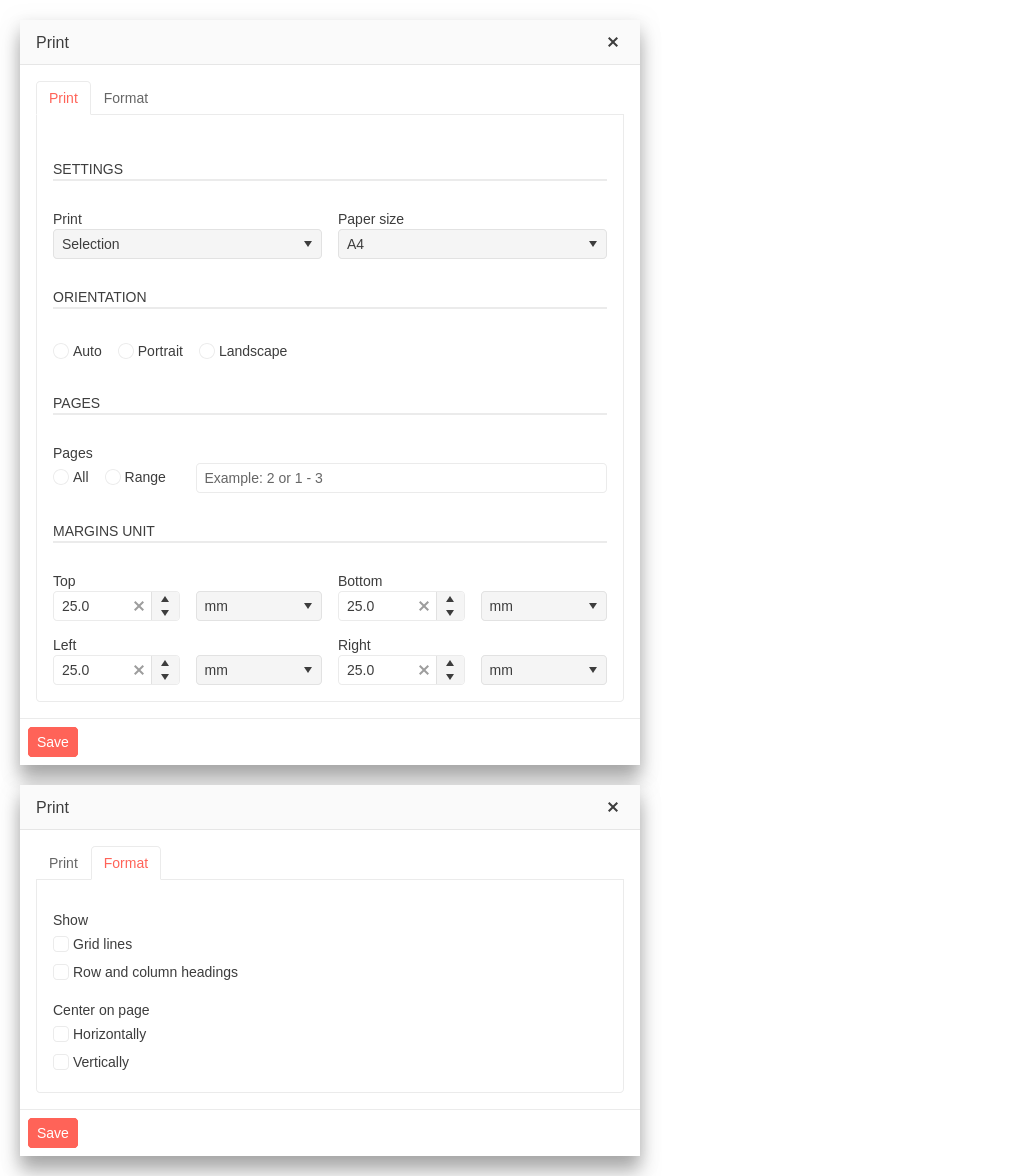 Print
Print Format
SETTINGS
Print Paper size
Selection A4
ORIENTATION
Auto Portrait Landscape
PAGES
Pages
All Range Example: 2 or 1 - 3
MARGINS UNIT
Top Bottom
25.0 mm 25.0 mm
Left Right
25.0 mm 25.0 mm
Save
Print
Print Format
Show
Grid lines
Row and column headings
Center on page
Horizontally
Vertically
Save